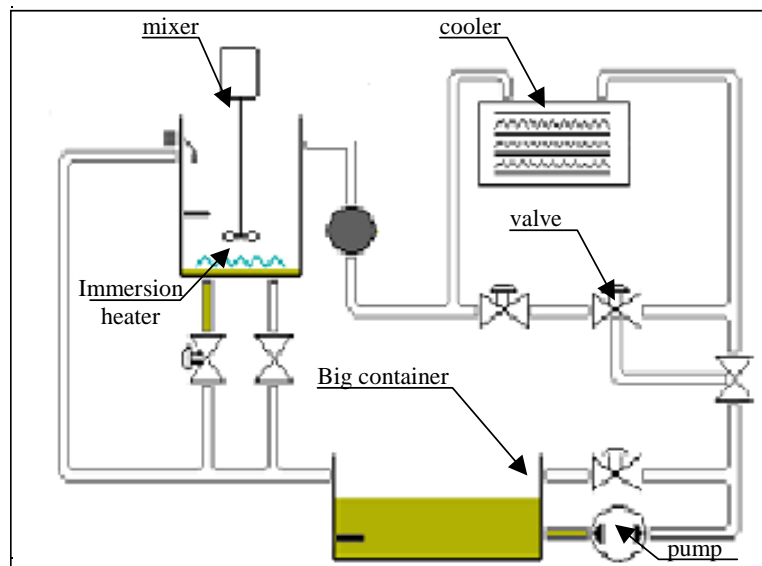 mixer
cooler
valve
Immersion
heater
Big container
pump